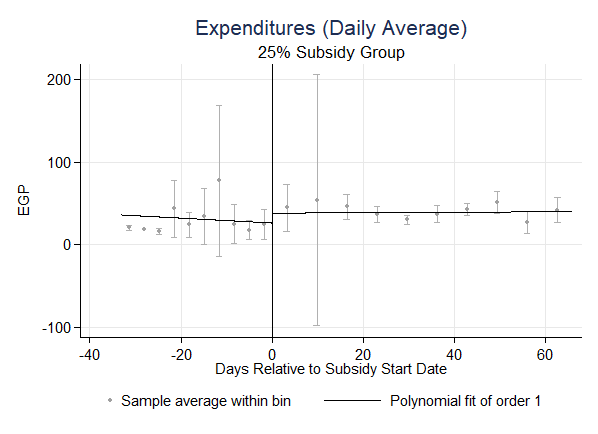 Expenditures (Daily Average)
25% Subsidy Group
200
100
0
-100
EGP
-40 -20 0 20 40 60
Days Relative to Subsidy Start Date
Sample average within bin Polynomial fit of order 1